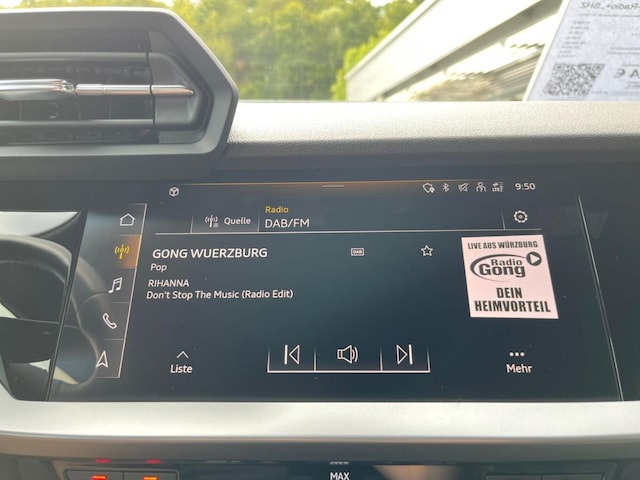 9:50
Quelle
Radio
DAB/FM
GONG WUERZBURG
DAB
Pop
RIHANNA
Don't Stop The Music (Radio Edit)
LIVE AUS WÜRZBURG
Radio
Gong
DEIN
HEIMVORTEIL
Liste
Mehr
MAX